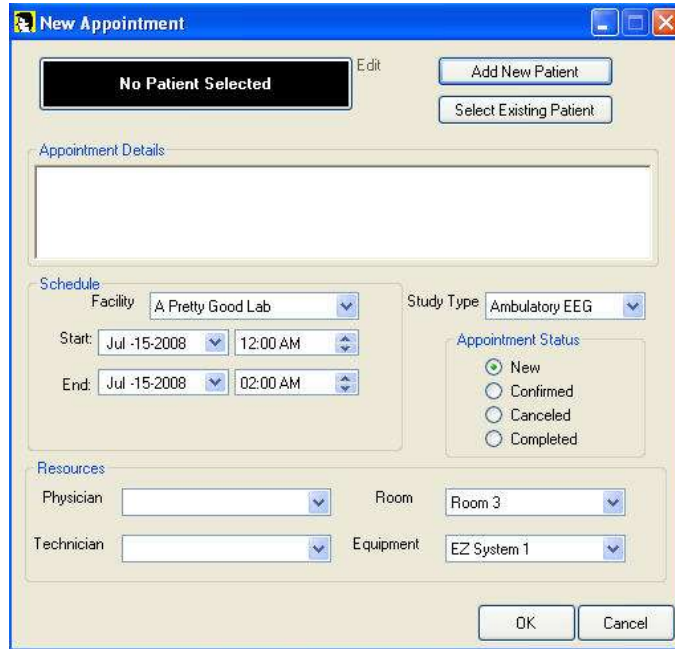 New Appointment
No Patient Selected
Edit
Add New Patient
Select Existing Patient
Appointment Details
Schedule
Facility A Pretty Good Lab
Study Type Ambulatory EEG
Start: Jul -15-2008 12:00 AM
End: Jul -15-2008 02:00 AM
Appointment Status
New
Confirmed
Canceled
Completed
Resources
Physician
Room Room 3
Technician
Equipment EZ System 1
OK Cancel